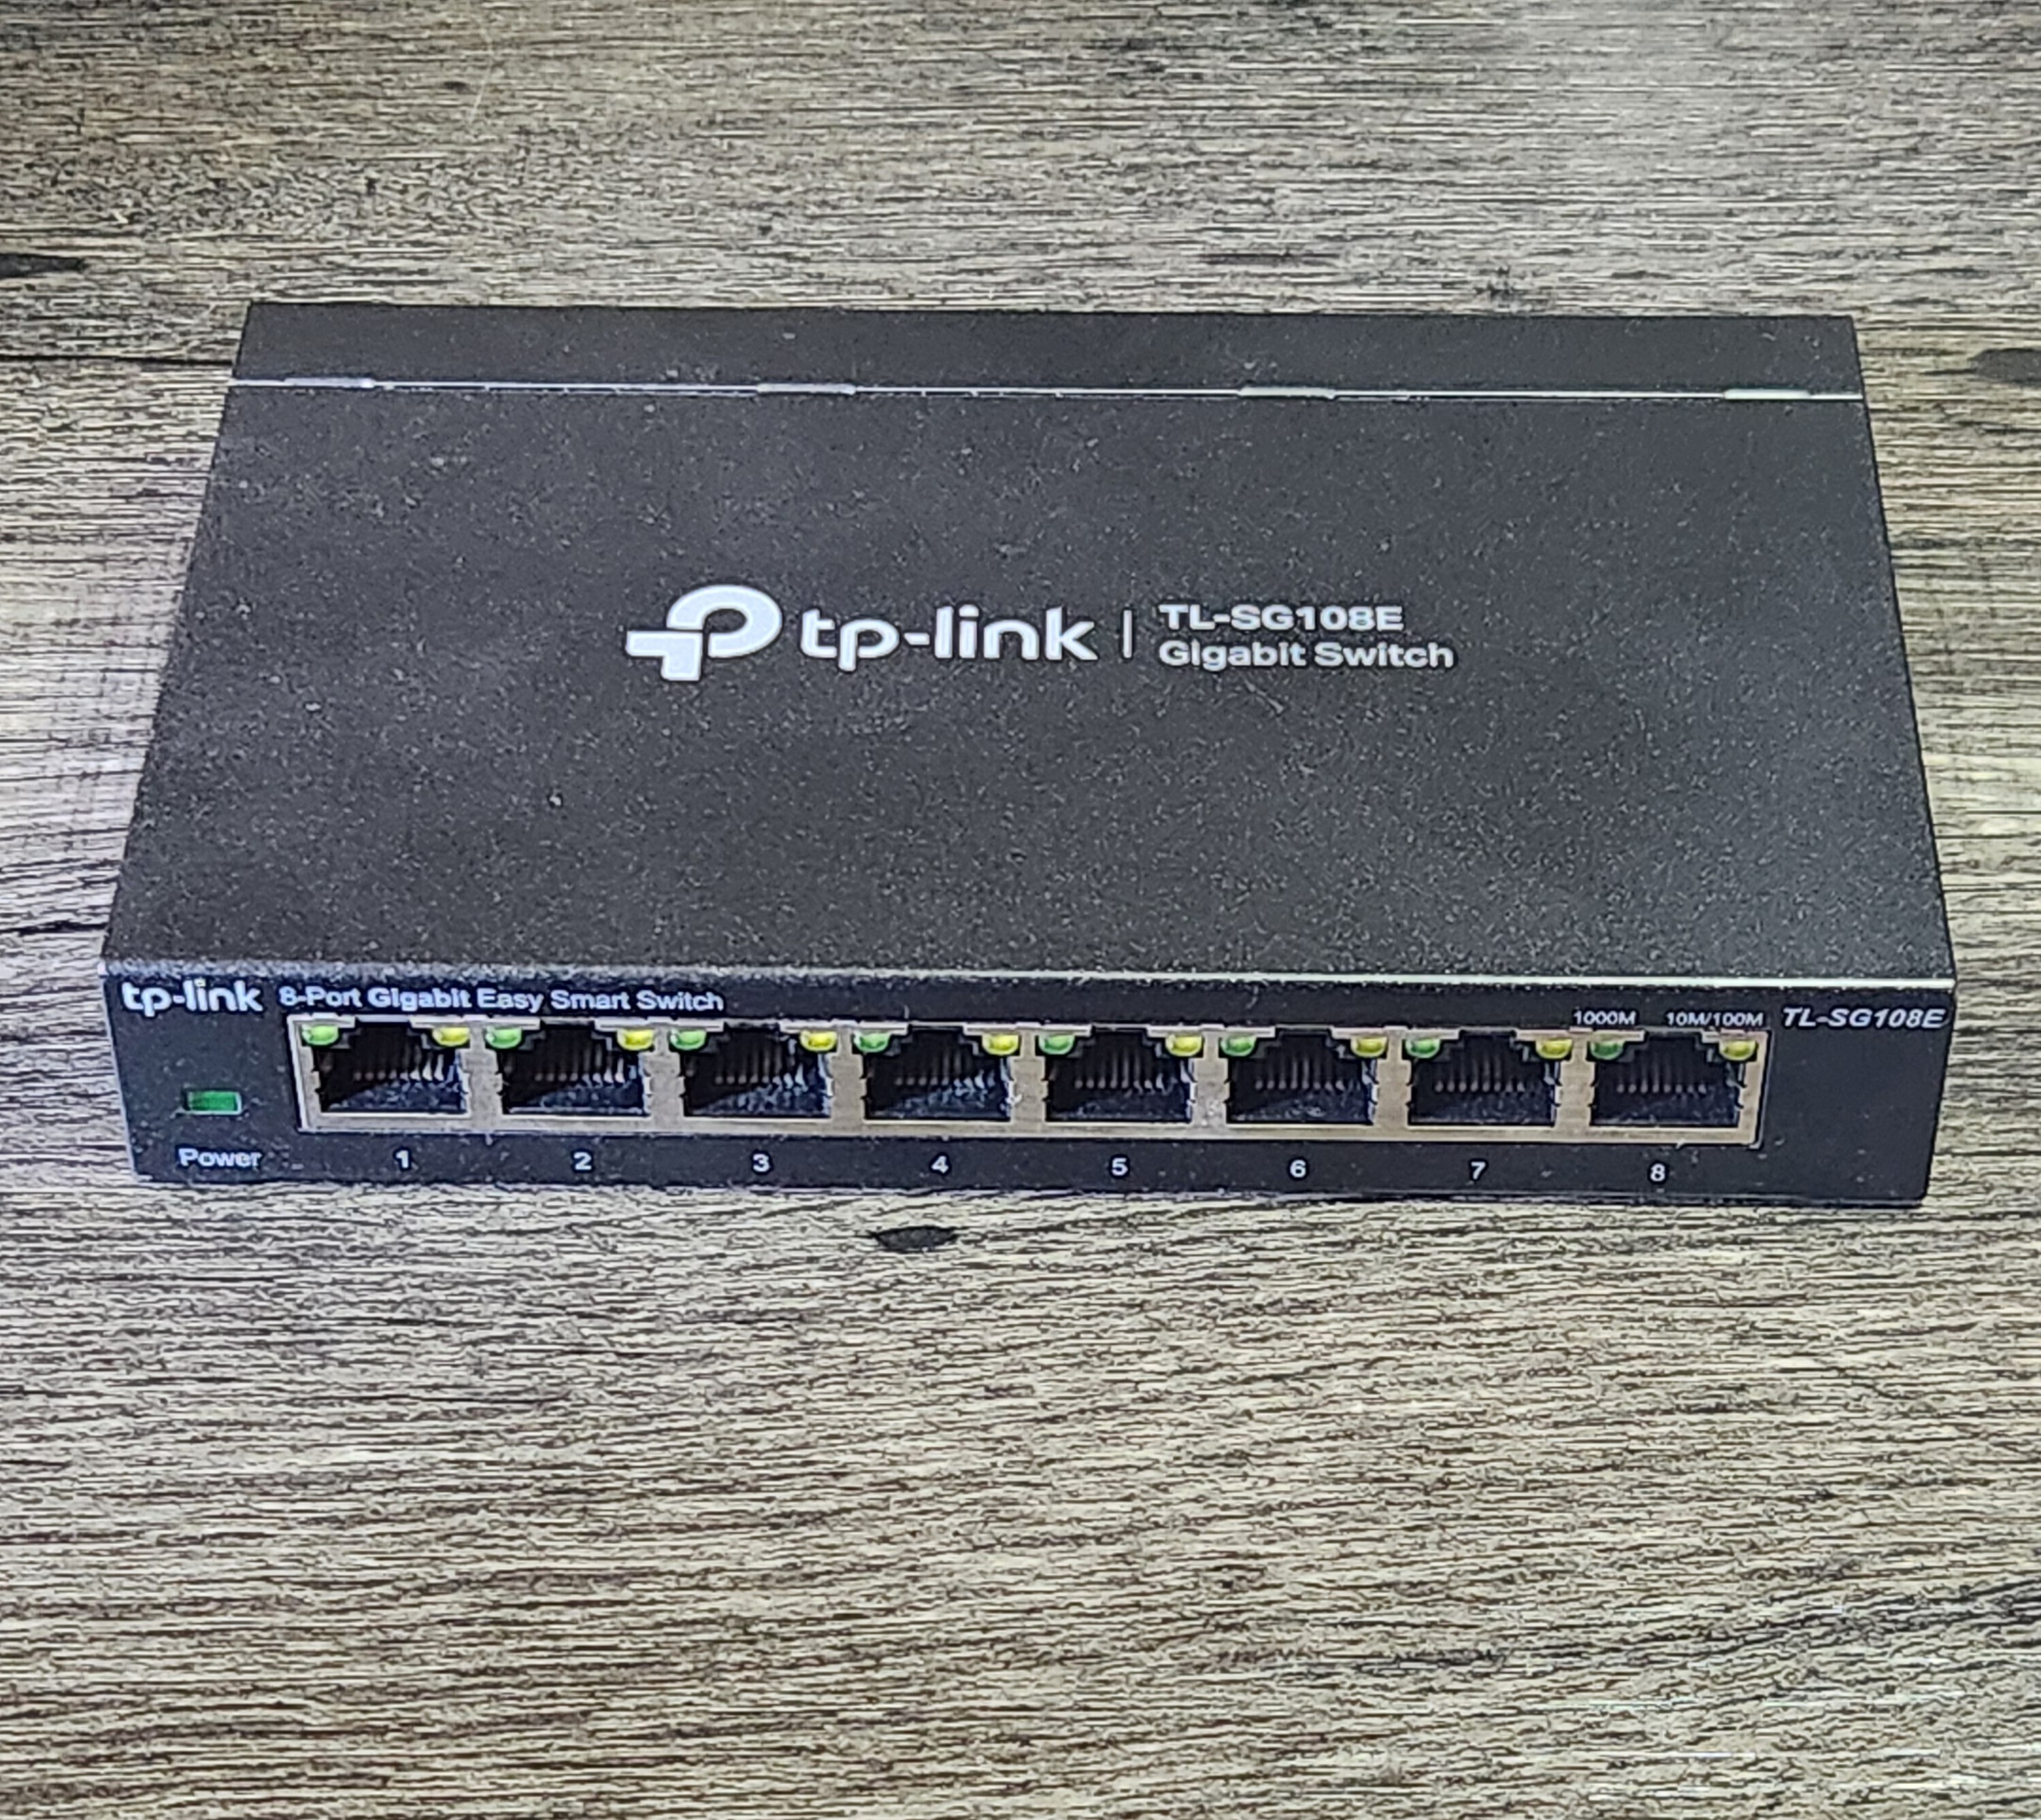 tp-link | TL-SG108E
Gigabit Switch
tp-link 8-Port Gigabit Easy Smart Switch
1000M 10M/100M TL-SG108E
Power 1 2 3 4 5 6 7 8